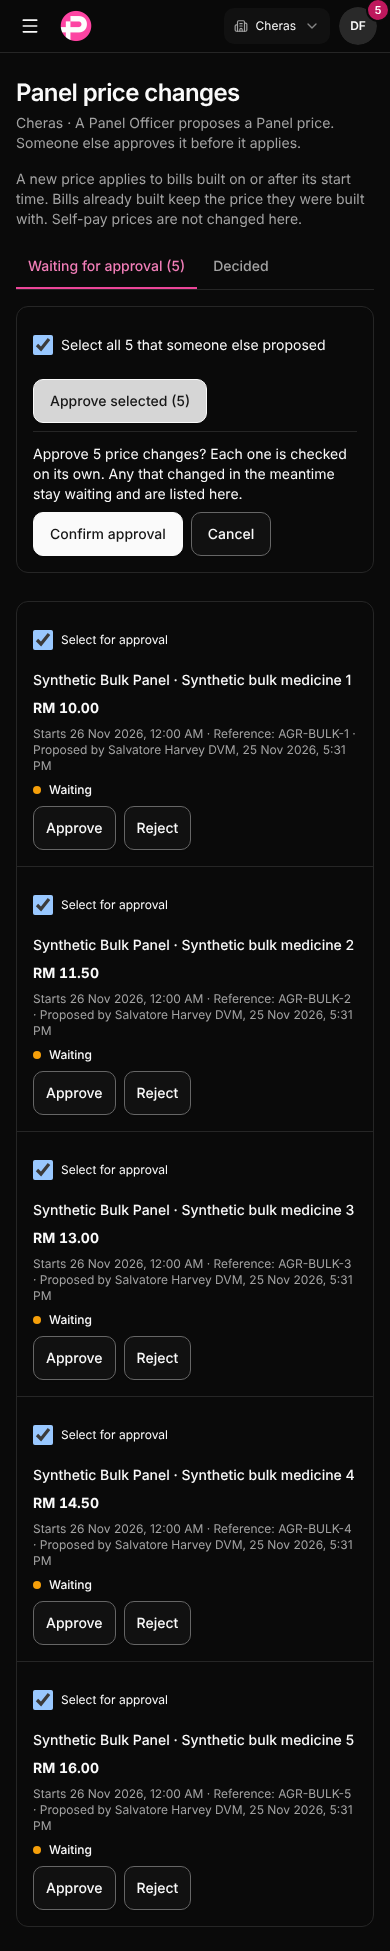 Cheras
DF
5
Panel price changes
Cheras · A Panel Officer proposes a Panel price.
Someone else approves it before it applies.
A new price applies to bills built on or after its start
time. Bills already built keep the price they were built
with. Self-pay prices are not changed here.
Waiting for approval (5)
Decided
Select all 5 that someone else proposed
Approve selected (5)
Approve 5 price changes? Each one is checked
on its own. Any that changed in the meantime
stay waiting and are listed here.
Confirm approval
Cancel
Select for approval
Synthetic Bulk Panel · Synthetic bulk medicine 1
RM 10.00
Starts 26 Nov 2026, 12:00 AM · Reference: AGR-BULK-1 ·
Proposed by Salvatore Harvey DVM, 25 Nov 2026, 5:31
PM
Waiting
Approve
Reject
Select for approval
Synthetic Bulk Panel · Synthetic bulk medicine 2
RM 11.50
Starts 26 Nov 2026, 12:00 AM · Reference: AGR-BULK-2
· Proposed by Salvatore Harvey DVM, 25 Nov 2026, 5:31
PM
Waiting
Approve
Reject
Select for approval
Synthetic Bulk Panel · Synthetic bulk medicine 3
RM 13.00
Starts 26 Nov 2026, 12:00 AM · Reference: AGR-BULK-3
· Proposed by Salvatore Harvey DVM, 25 Nov 2026, 5:31
PM
Waiting
Approve
Reject
Select for approval
Synthetic Bulk Panel · Synthetic bulk medicine 4
RM 14.50
Starts 26 Nov 2026, 12:00 AM · Reference: AGR-BULK-4
· Proposed by Salvatore Harvey DVM, 25 Nov 2026, 5:31
PM
Waiting
Approve
Reject
Select for approval
Synthetic Bulk Panel · Synthetic bulk medicine 5
RM 16.00
Starts 26 Nov 2026, 12:00 AM · Reference: AGR-BULK-5
· Proposed by Salvatore Harvey DVM, 25 Nov 2026, 5:31
PM
Waiting
Approve
Reject